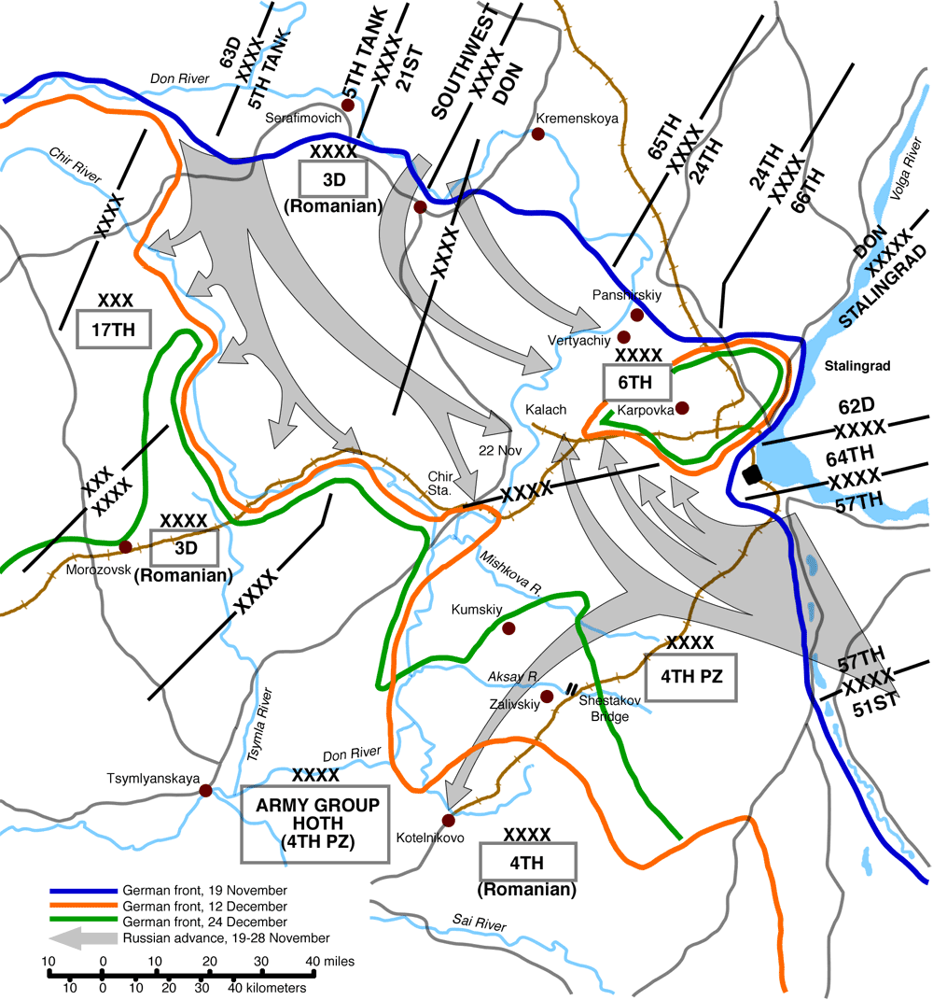 63D
XXXX
5TH TANK
5TH TANK
XXXX
21ST
SOUTHWEST
XXXX
DON
Don River
Serafimovich
Kremenskoya
65TH
XXXX
24TH
24TH
XXXX
66TH
Volga River
Chir River
XXXX
3D
(Romanian)
XXXX
XXXX
DON
XXXXX
STALINGRAD
Panshirskiy
XXX
17TH
Vertyachiy
XXXX
6TH
Stalingrad
Kalach
Karpovka
62D
XXXX
22 Nov
64TH
XXXX
57TH
Chir
Sta.
XXXX
XXX
XXXX
XXXX
3D
(Romanian)
Morozovsk
XXXX
Mishkova R.
Kumskiy
XXXX
4TH PZ
57TH
XXXX
51ST
Aksay R.
Zalivskiy
Shestakov
Bridge
Tsymla River
Don River
Tsymlyanskaya
XXXX
ARMY GROUP
HOTH
(4TH PZ)
Kotelnikovo
XXXX
4TH
(Romanian)
Sai River
German front, 19 November
German front, 12 December
German front, 24 December
Russian advance, 19-28 November
10 0 10 20 30 40 miles
10 0 10 20 30 40 kilometers